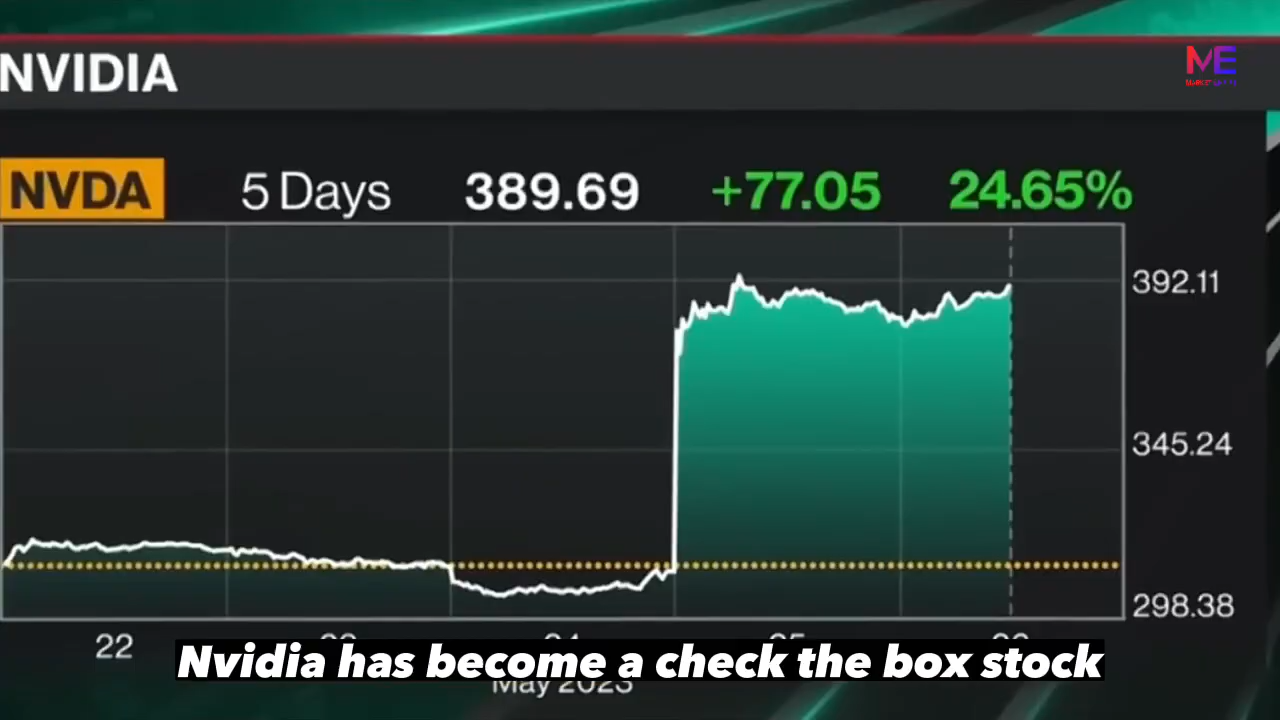 NVIDIA
ME
NVDA 5 Days 389.69 +77.05 24.65%
392.11
345.24
298.38
22
Nvidia has become a check the box stock
May 2023